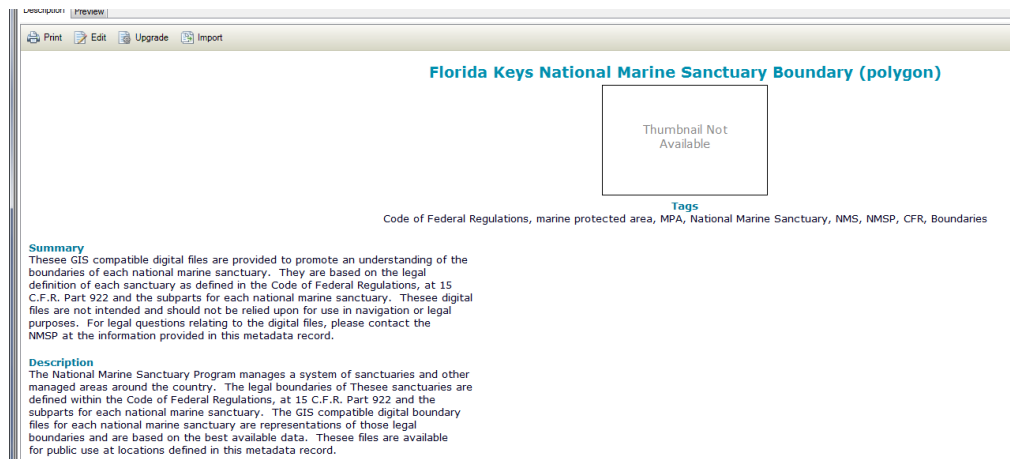 Description Preview
Print Edit Upgrade Import
Florida Keys National Marine Sanctuary Boundary (polygon)
Thumbnail Not
Available
Tags
Code of Federal Regulations, marine protected area, MPA, National Marine Sanctuary, NMS, NMSP, CFR, Boundaries
Summary
Thesee GIS compatible digital files are provided to promote an understanding of the
boundaries of each national marine sanctuary. They are based on the legal
definition of each sanctuary as defined in the Code of Federal Regulations, at 15
C.F.R. Part 922 and the subparts for each national marine sanctuary. Thesee digital
files are not intended and should not be relied upon for use in navigation or legal
purposes. For legal questions relating to the digital files, please contact the
NMSP at the information provided in this metadata record.
Description
The National Marine Sanctuary Program manages a system of sanctuaries and other
managed areas around the country. The legal boundaries of Thesee sanctuaries are
defined within the Code of Federal Regulations, at 15 C.F.R. Part 922 and the
subparts for each national marine sanctuary. The GIS compatible digital boundary
files for each national marine sanctuary are representations of those legal
boundaries and are based on the best available data. Thesee files are available
for public use at locations defined in this metadata record.